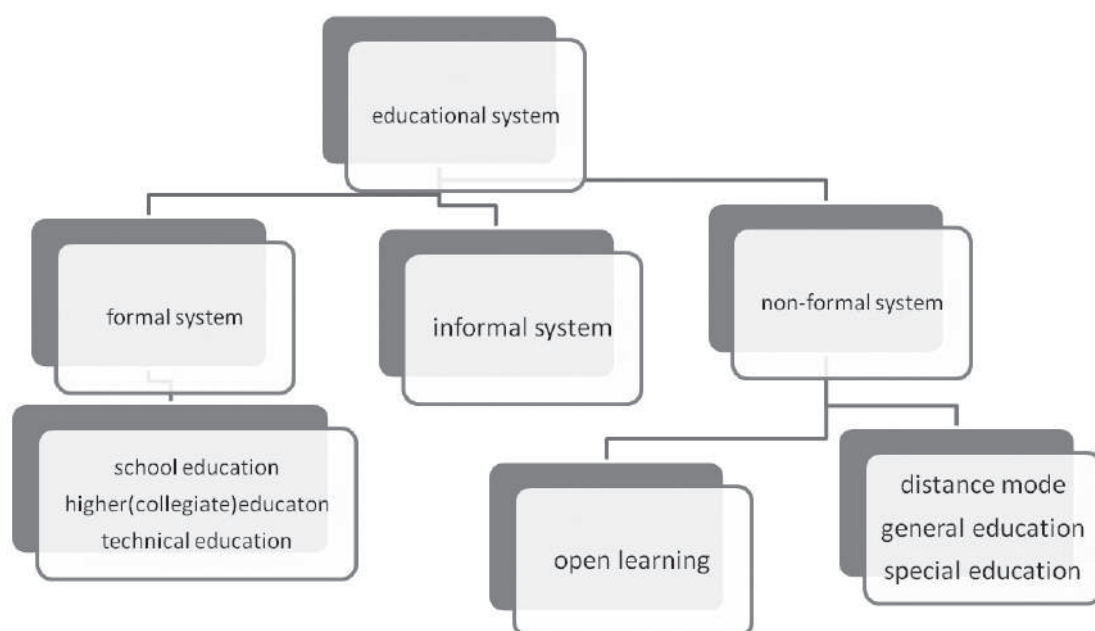 educational system
formal system
informal system
non-formal system
school education
higher(collegiate)educaton
technical education
open learning
distance mode
general education
special education